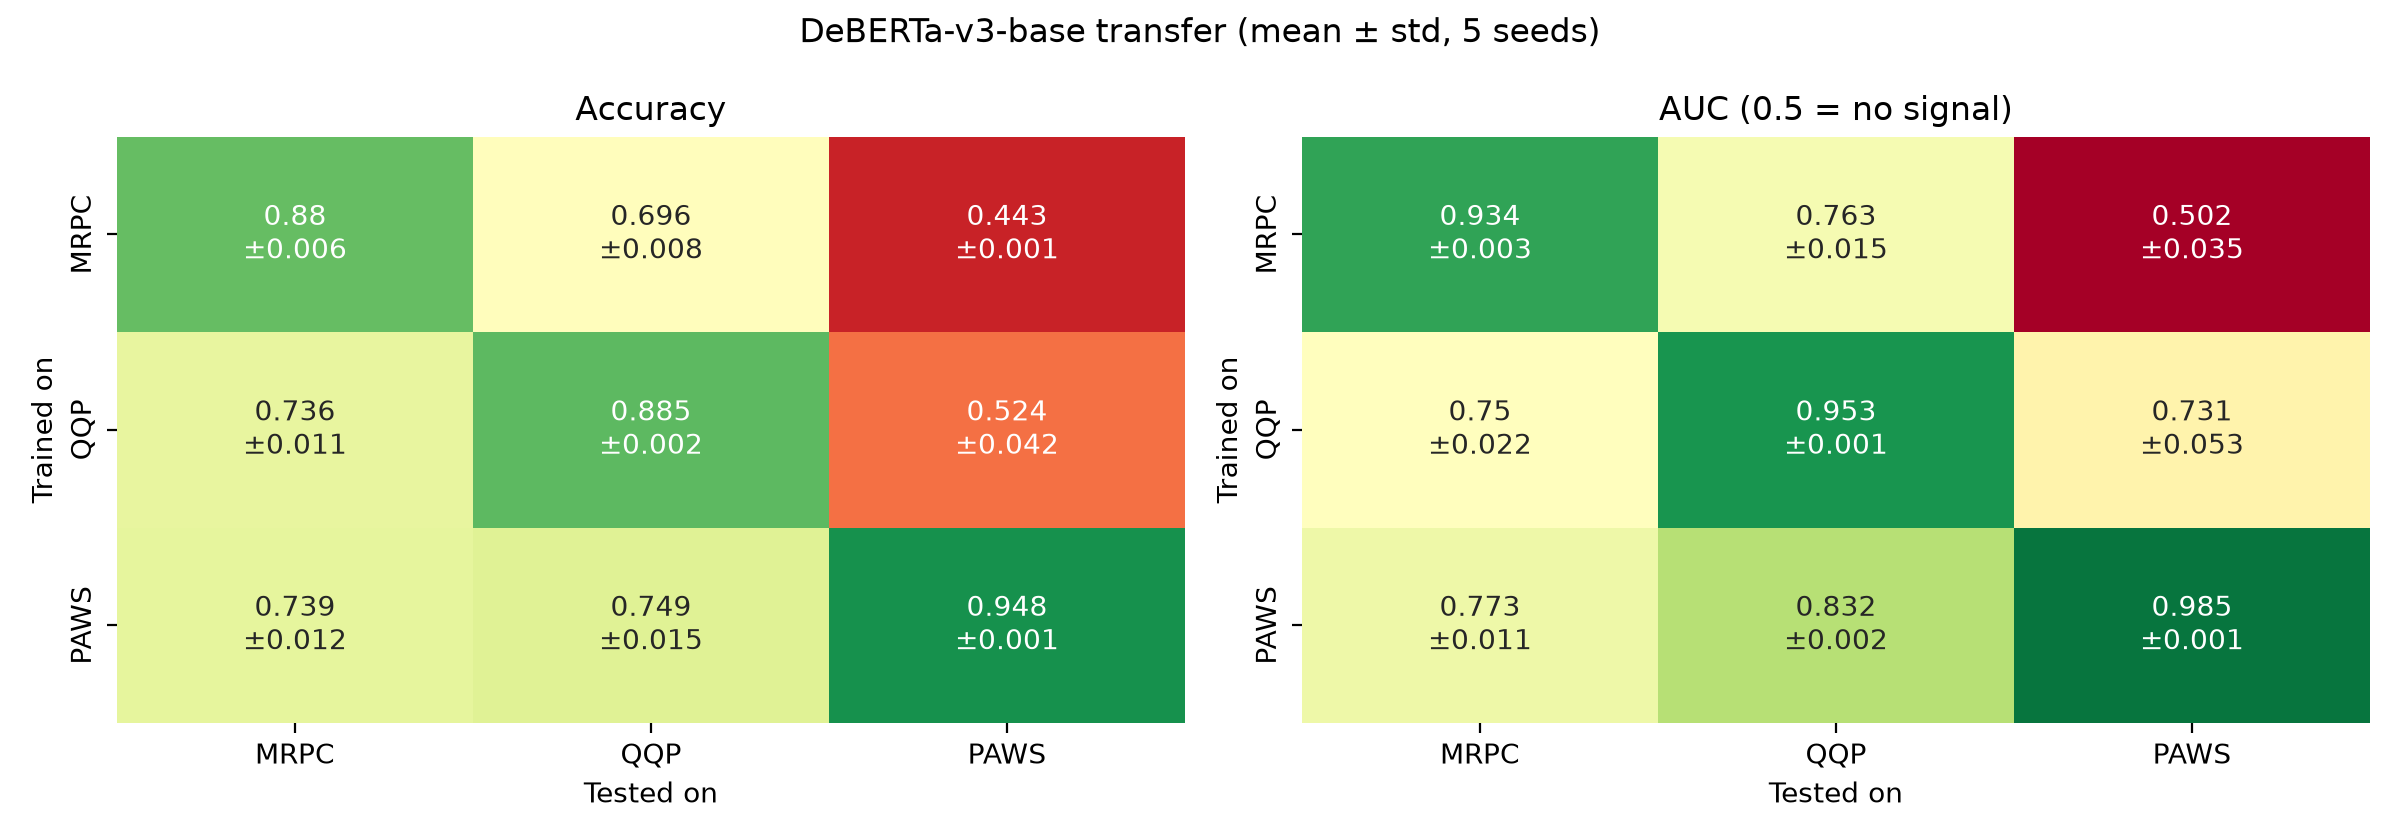 DeBERTa-v3-base transfer (mean ± std, 5 seeds)
Accuracy
Trained on
MRPC
0.88
±0.006
0.696
±0.008
0.443
±0.001
QQP
0.736
±0.011
0.885
±0.002
0.524
±0.042
PAWS
0.739
±0.012
0.749
±0.015
0.948
±0.001
MRPC
QQP
PAWS
Tested on
AUC (0.5 = no signal)
Trained on
MRPC
0.934
±0.003
0.763
±0.015
0.502
±0.035
QQP
0.75
±0.022
0.953
±0.001
0.731
±0.053
PAWS
0.773
±0.011
0.832
±0.002
0.985
±0.001
MRPC
QQP
PAWS
Tested on